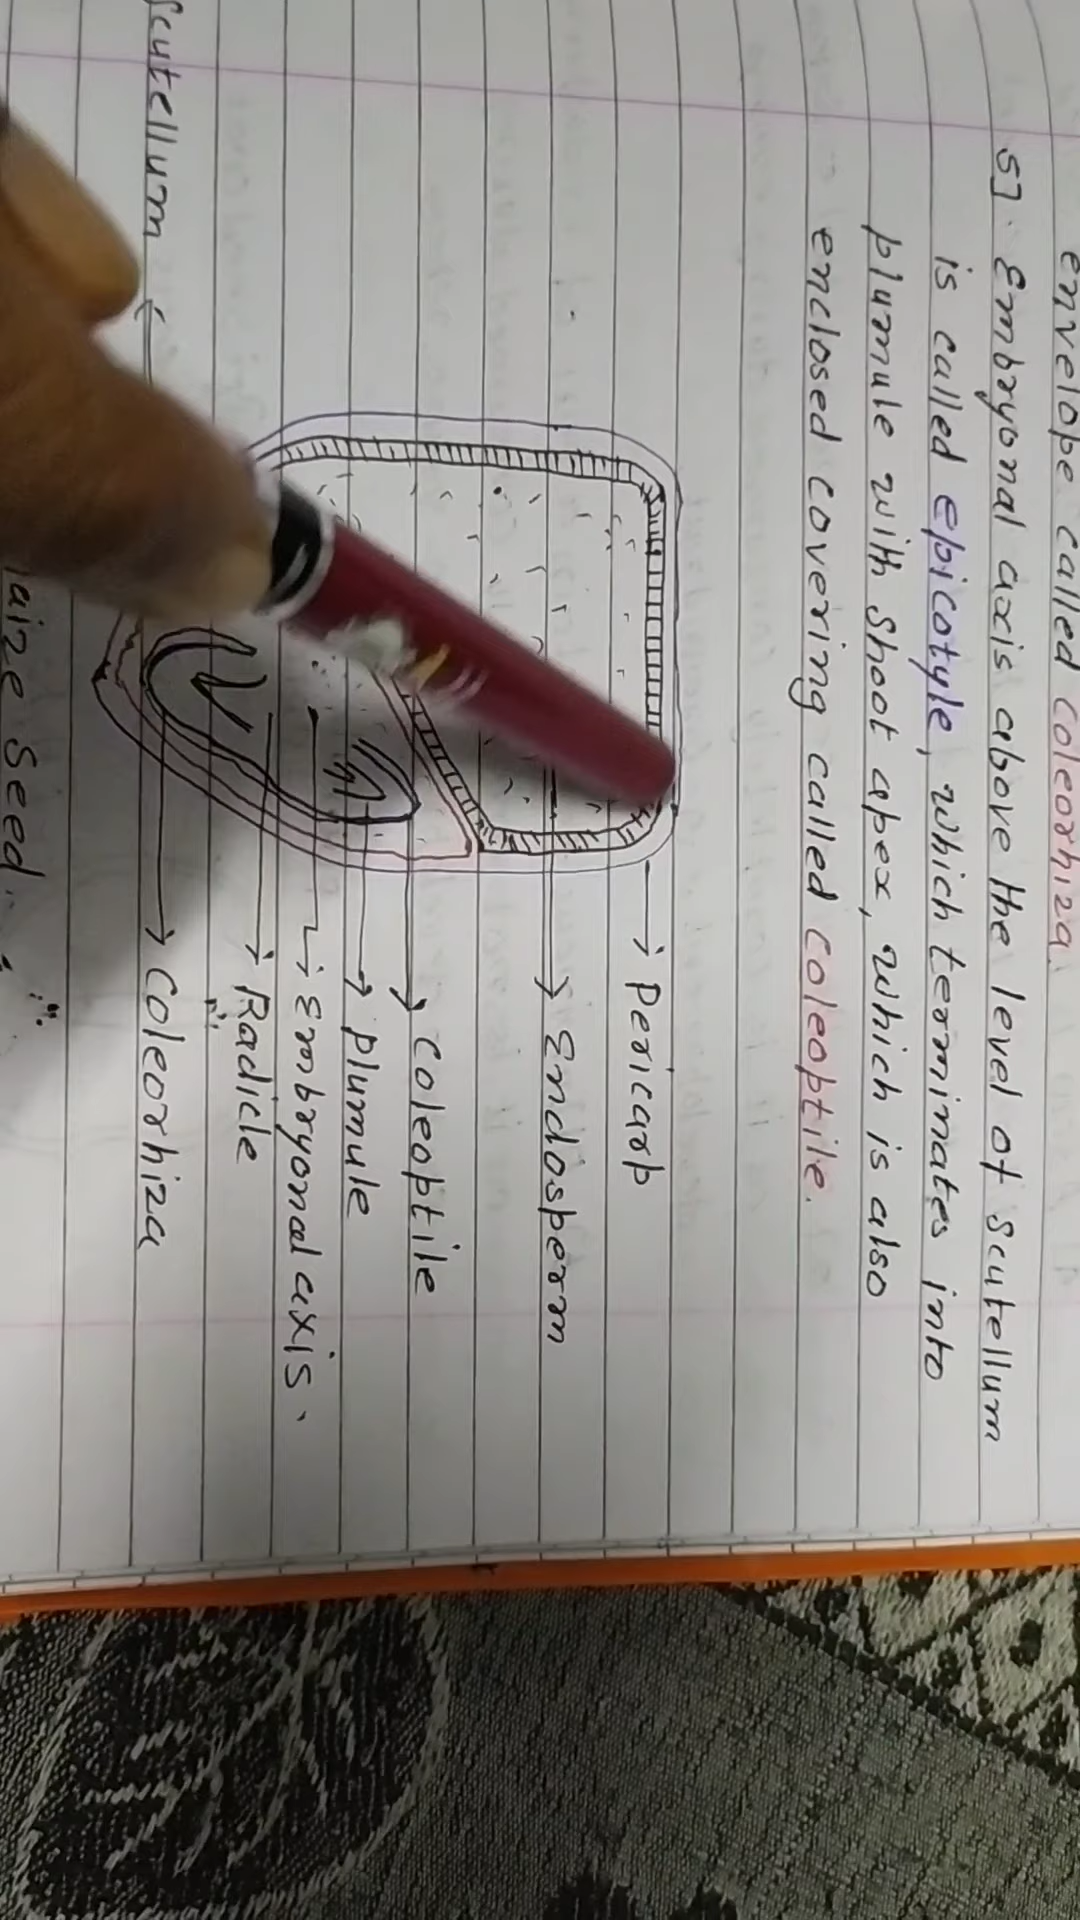 envelope called coleorhiza
5]. Embryonal axis above the level of scutellum
is called epicotyle, which terminates into
plumule with shoot apex, which is also
enclosed covering called coleoptile.
Pericarp
Endosperm
coleoptile
plumule
Embryonal axis.
Radicle
Coleorhiza
Scutellum
aize Seed.